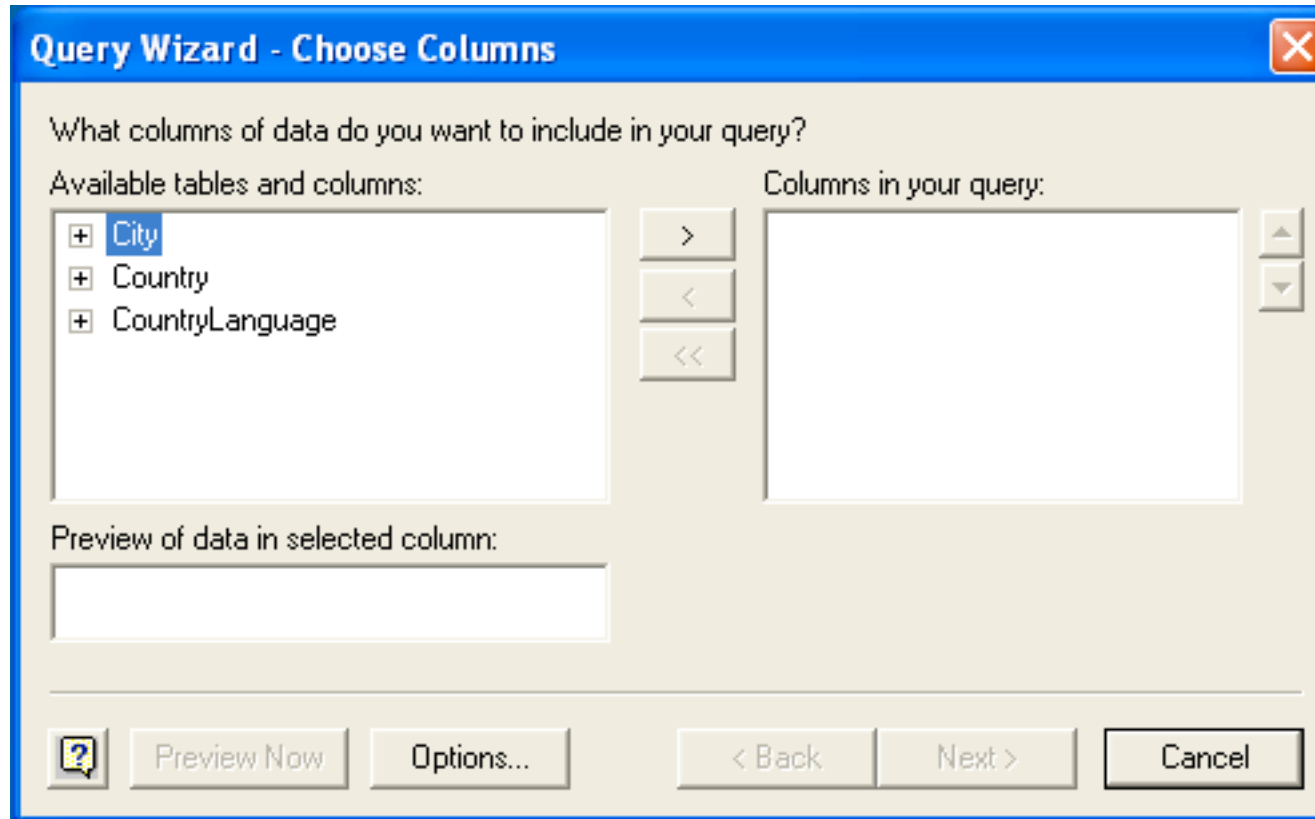 Query Wizard - Choose Columns
What columns of data do you want to include in your query?
Available tables and columns:
Columns in your query:
City
Country
CountryLanguage
>
<
<<
Preview of data in selected column:
? Preview Now Options... < Back Next > Cancel